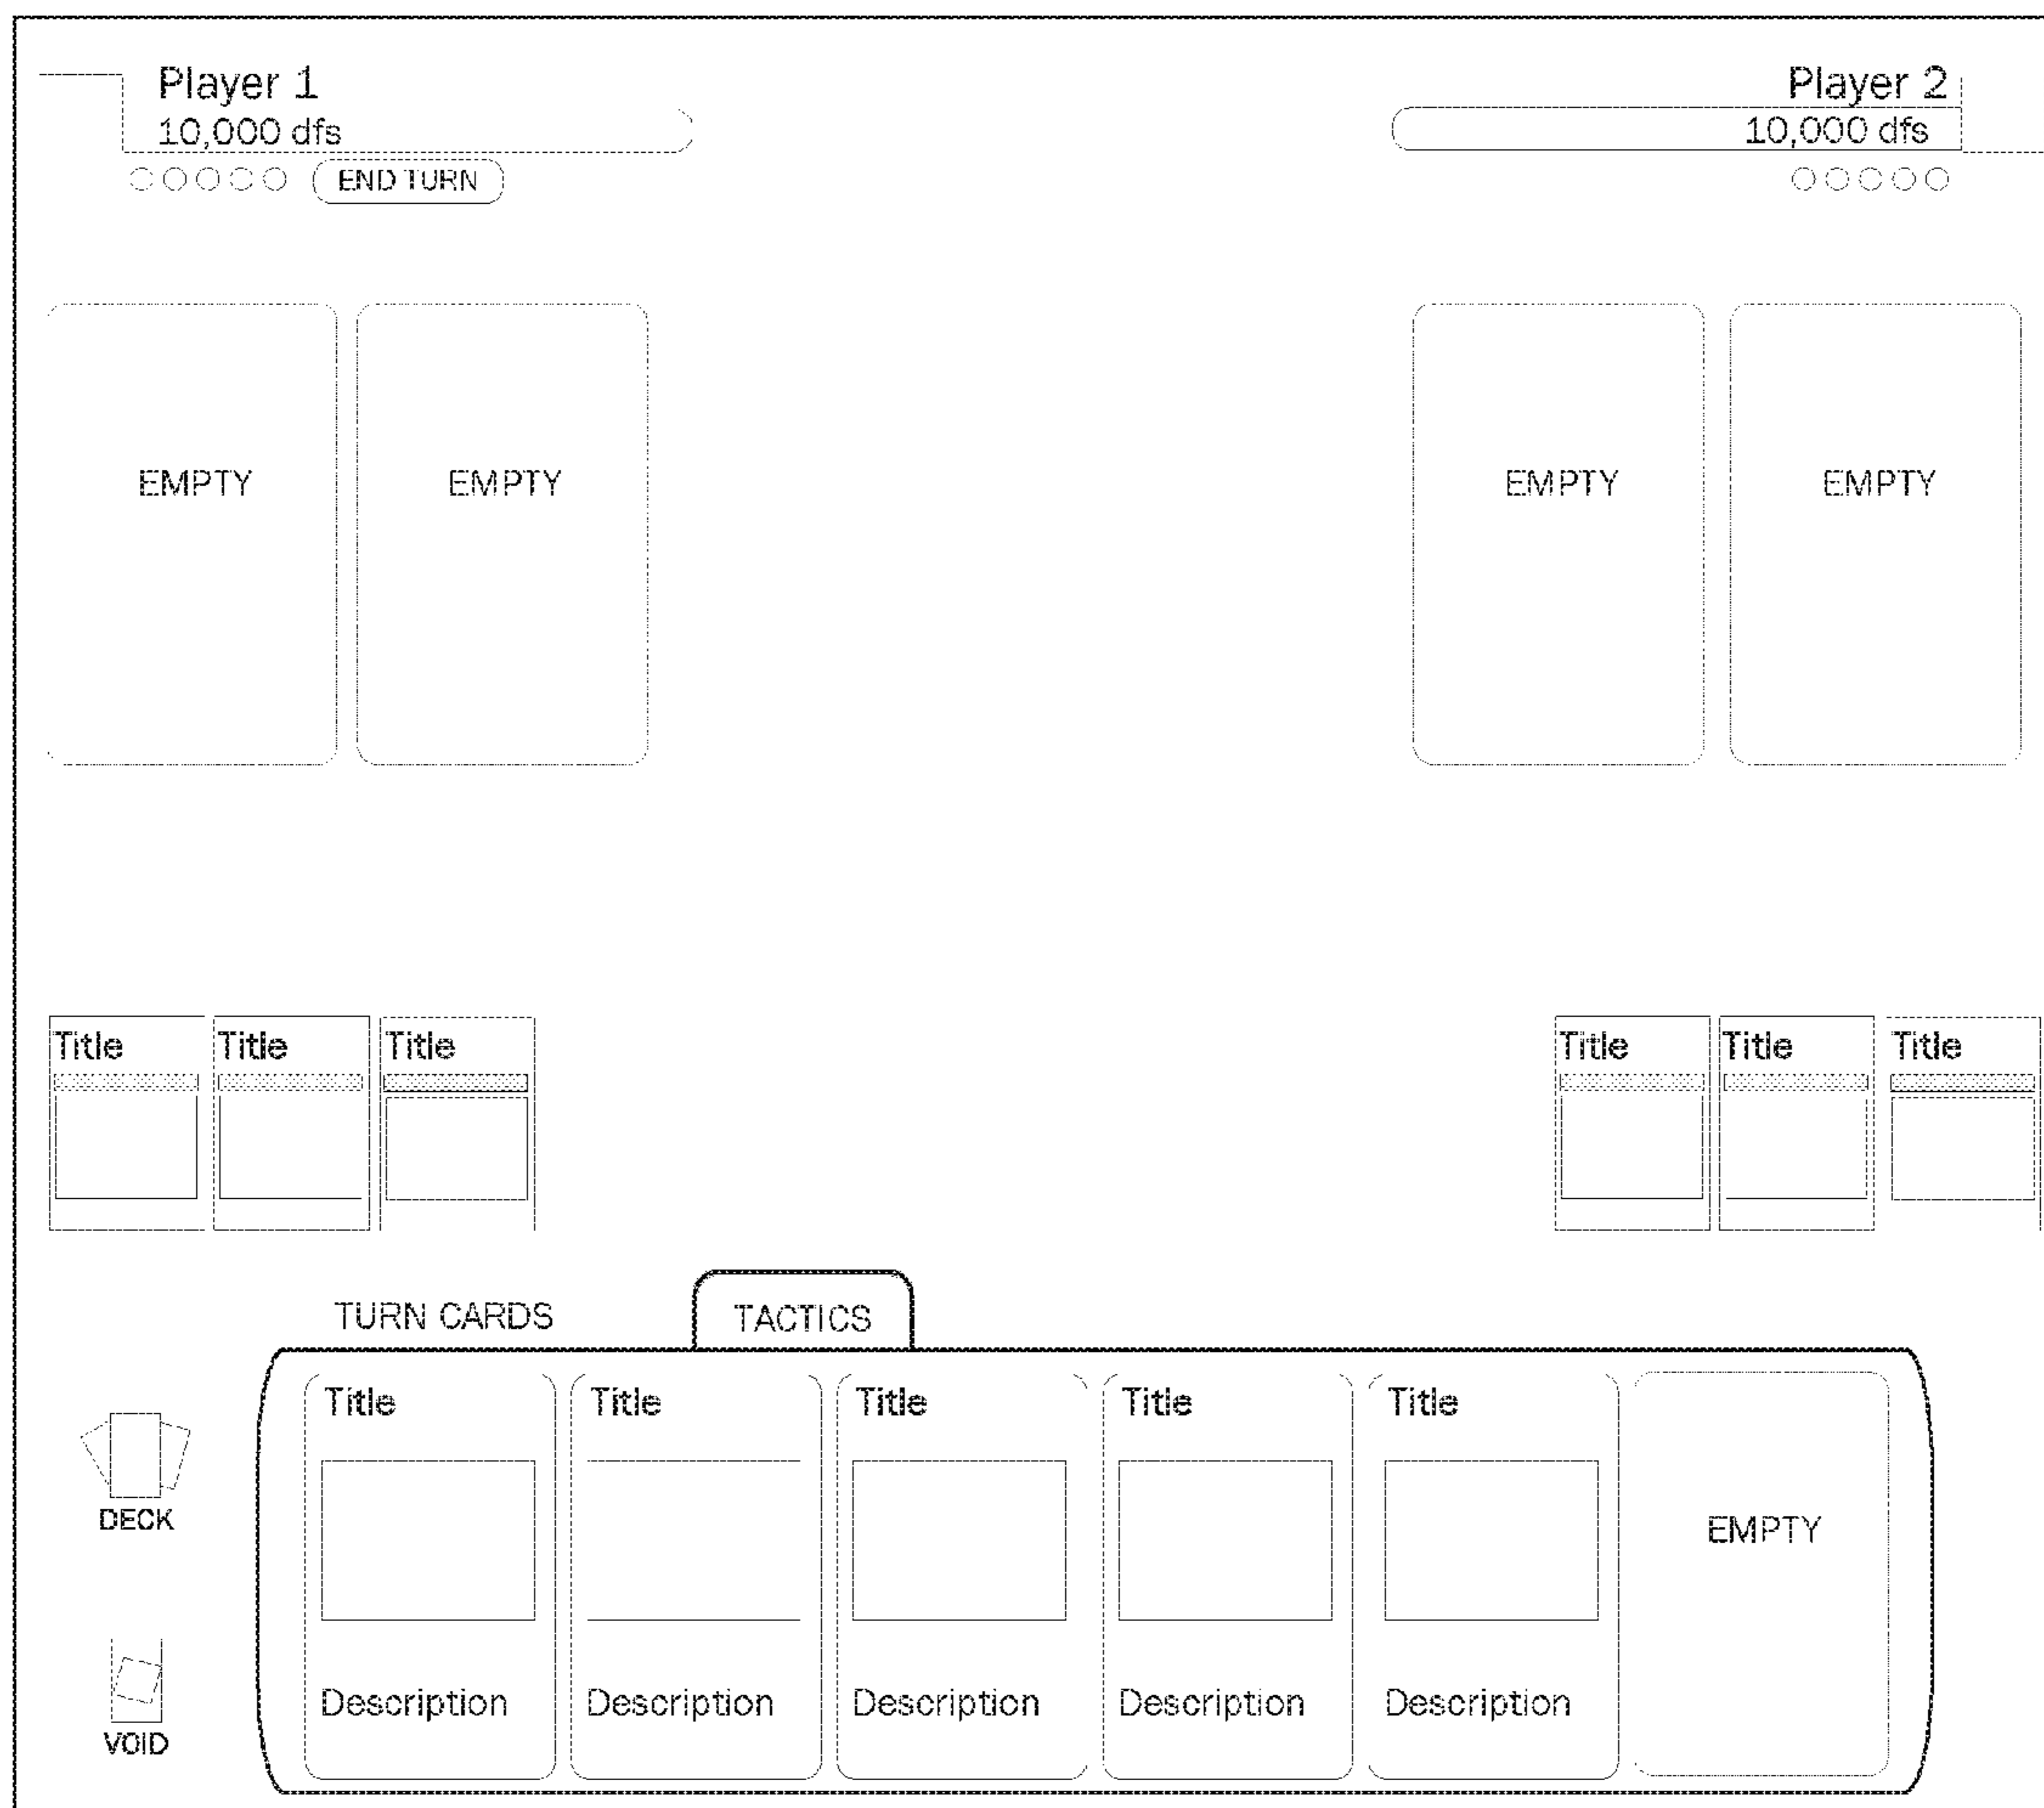 Player 1
10,000 dfs
END TURN
Player 2
10,000 dfs
EMPTY
EMPTY
EMPTY
EMPTY
Title
Title
Title
Title
Title
Title
TURN CARDS
TACTICS
Title
Title
Title
Title
Title
EMPTY
Description
Description
Description
Description
Description
DECK
VOID